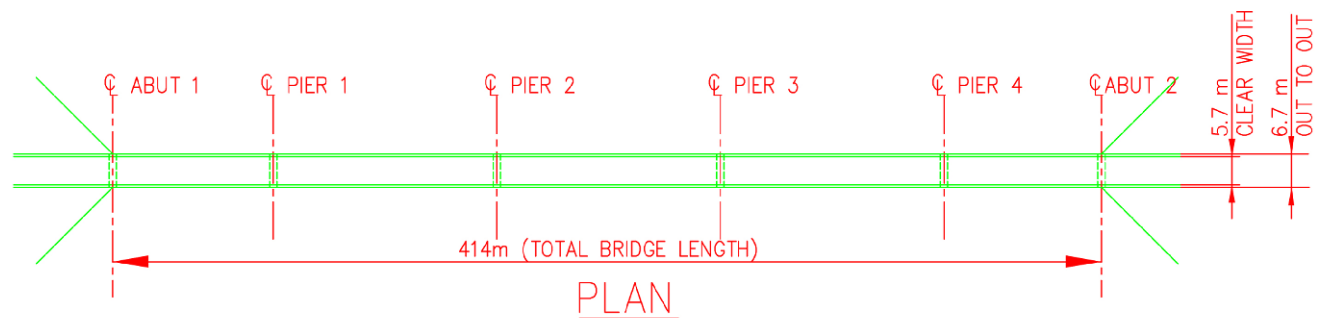 ℄ ABUT 1
℄ PIER 1
℄ PIER 2
℄ PIER 3
℄ PIER 4
℄ ABUT 2
5.7 m
CLEAR WIDTH
6.7 m
OUT TO OUT
414m (TOTAL BRIDGE LENGTH)
PLAN